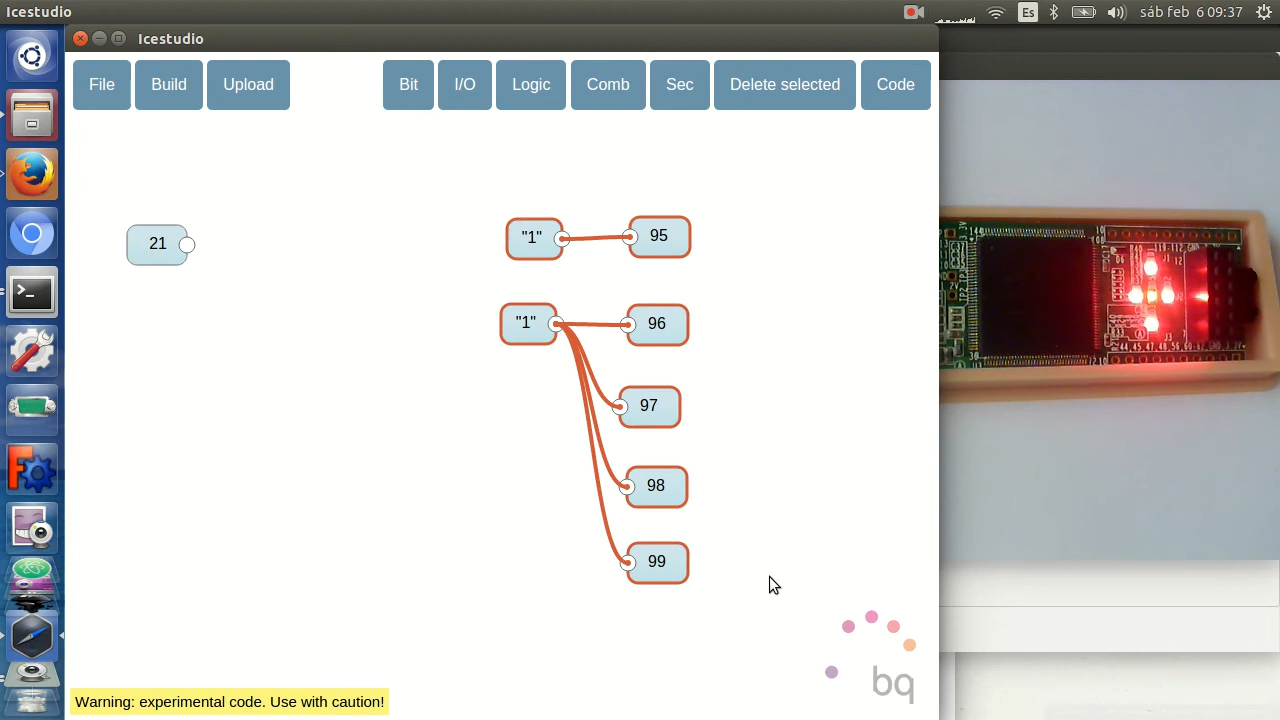 Icestudio
Es
sáb feb 6 09:37
Icestudio
File
Build
Upload
Bit
I/O
Logic
Comb
Sec
Delete selected
Code
21
"1"
95
"1"
96
97
98
99
bq
Warning: experimental code. Use with caution!